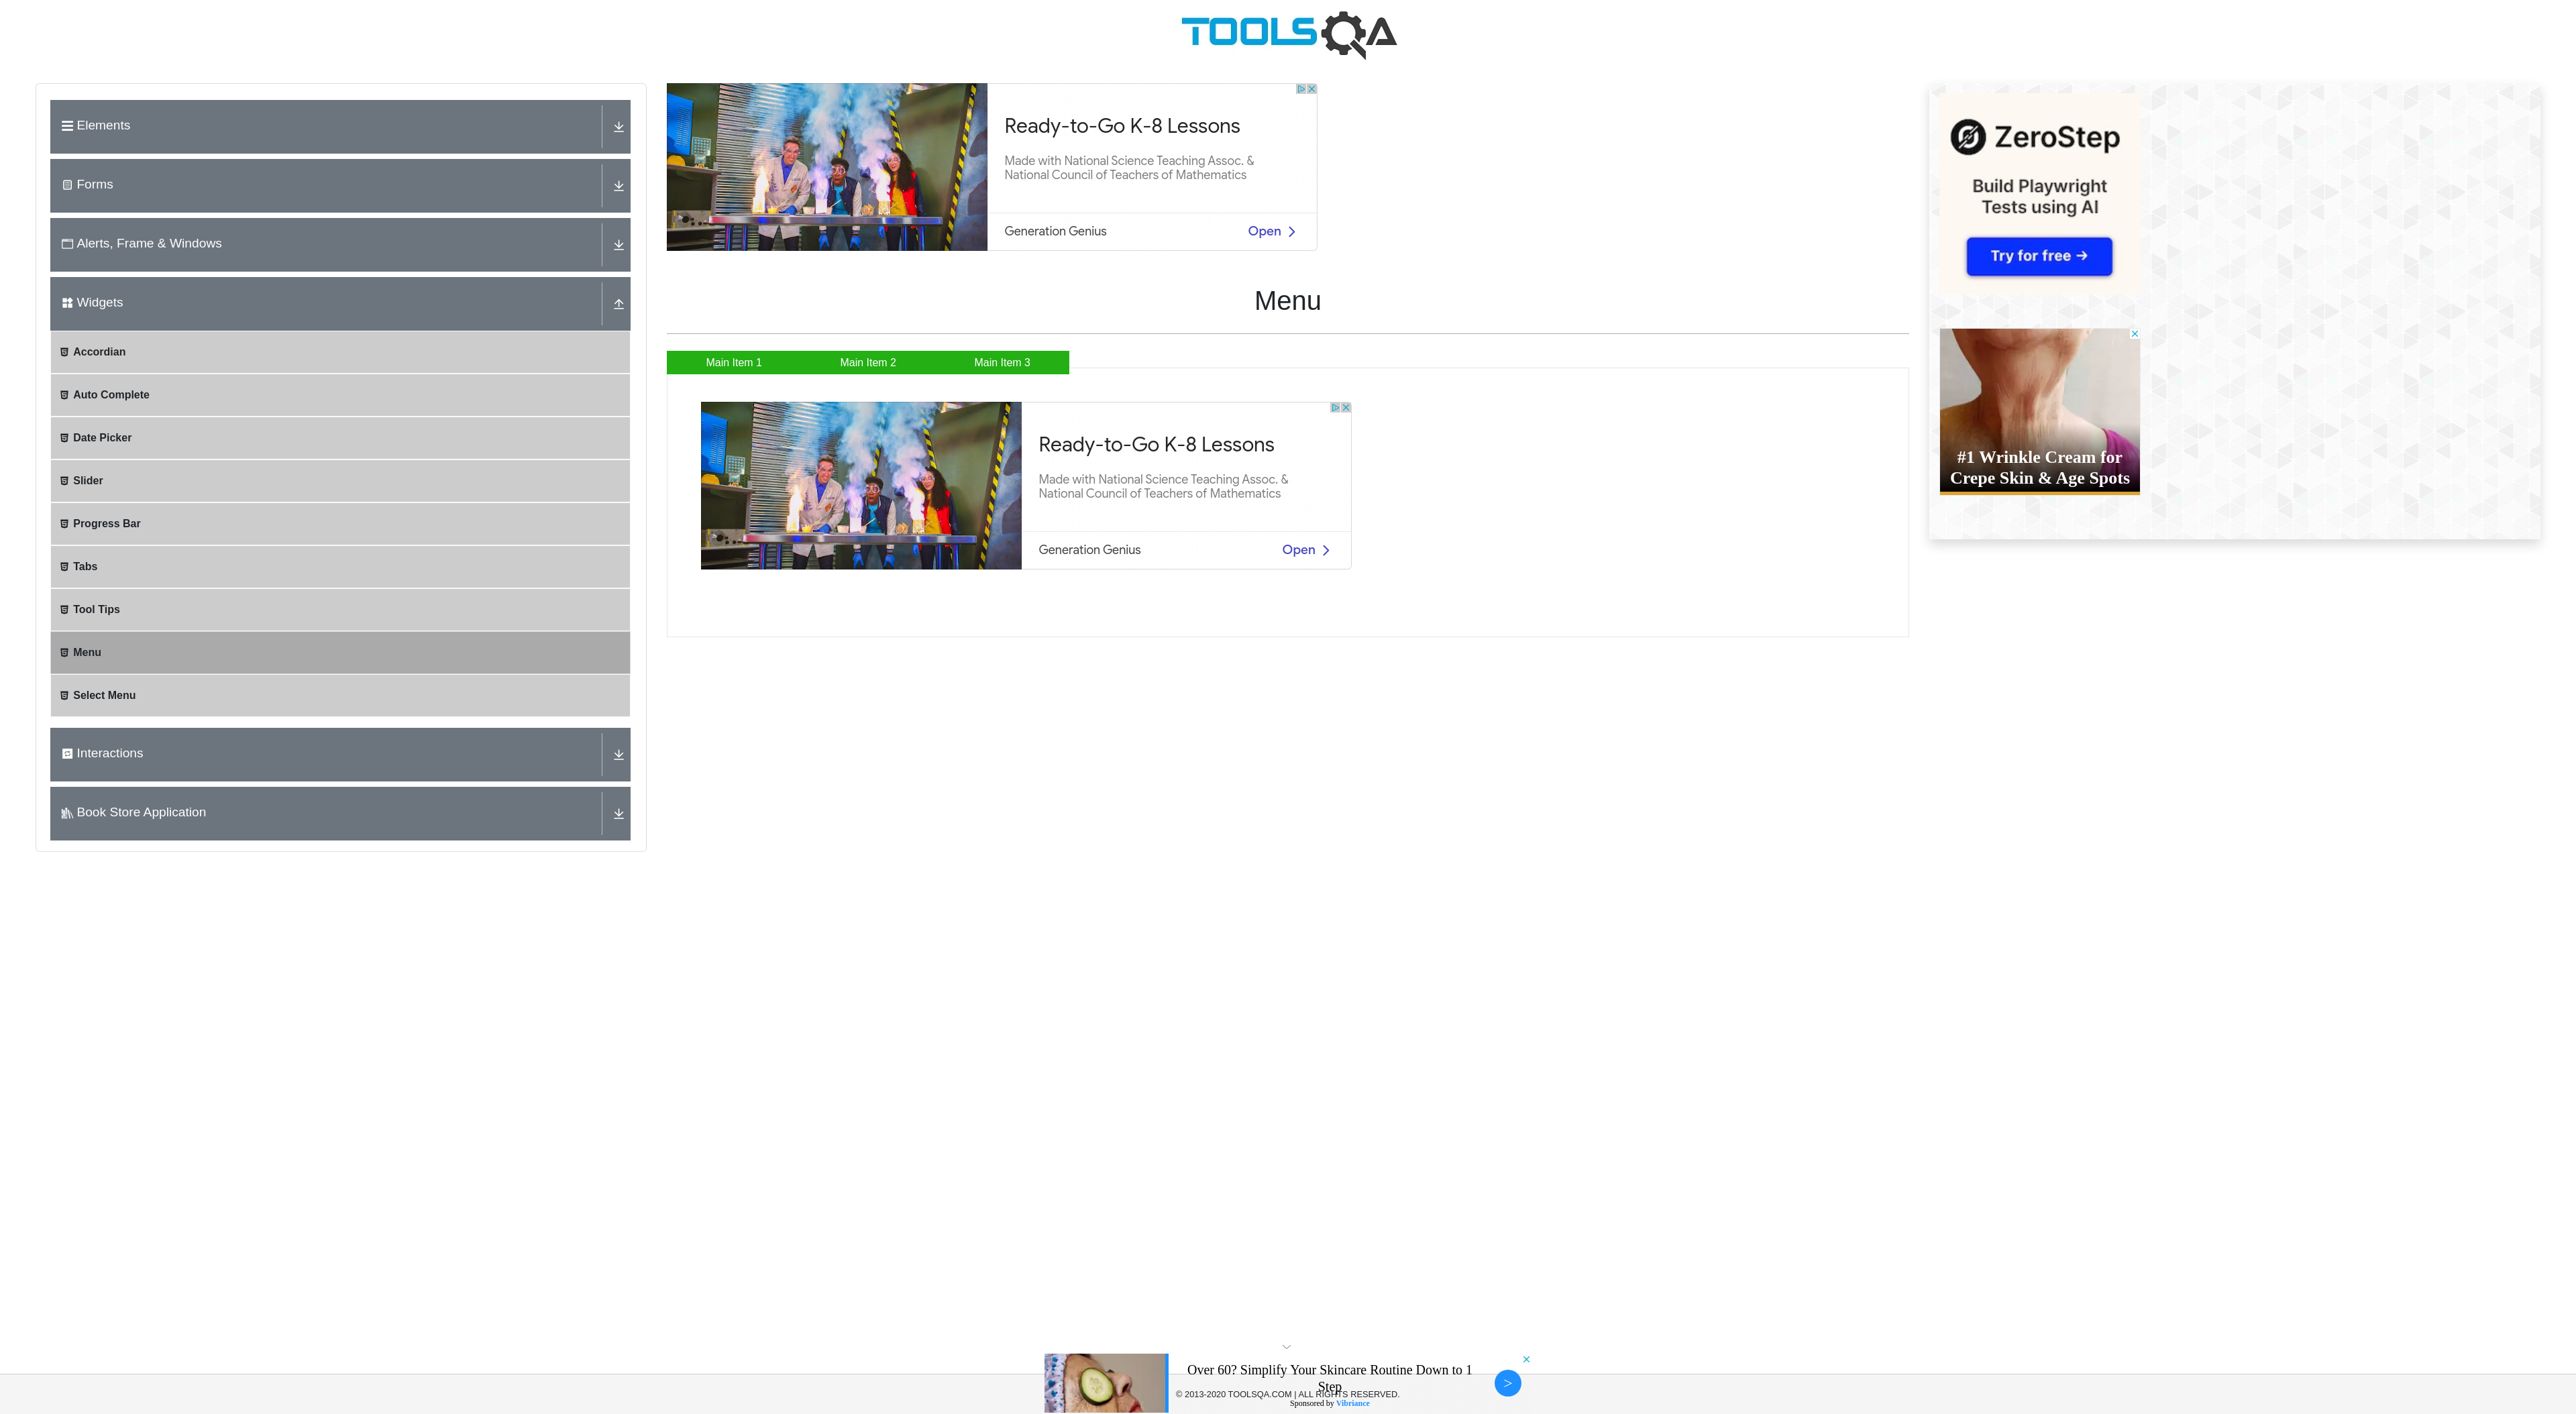 TOOLSQA
Elements
Forms
Alerts, Frame & Windows
Widgets
Accordian
Auto Complete
Date Picker
Slider
Progress Bar
Tabs
Tool Tips
Menu
Select Menu
Interactions
Book Store Application
Ready-to-Go K-8 Lessons
Made with National Science Teaching Assoc. &
National Council of Teachers of Mathematics
Generation Genius
Open
Menu
Main Item 1
Main Item 2
Main Item 3
Ready-to-Go K-8 Lessons
Made with National Science Teaching Assoc. &
National Council of Teachers of Mathematics
Generation Genius
Open
ZeroStep
Build Playwright
Tests using AI
Try for free →
#1 Wrinkle Cream for
Crepe Skin & Age Spots
Over 60? Simplify Your Skincare Routine Down to 1
Step
© 2013-2020 TOOLSQA.COM | ALL RIGHTS RESERVED.
Sponsored by Vibriance